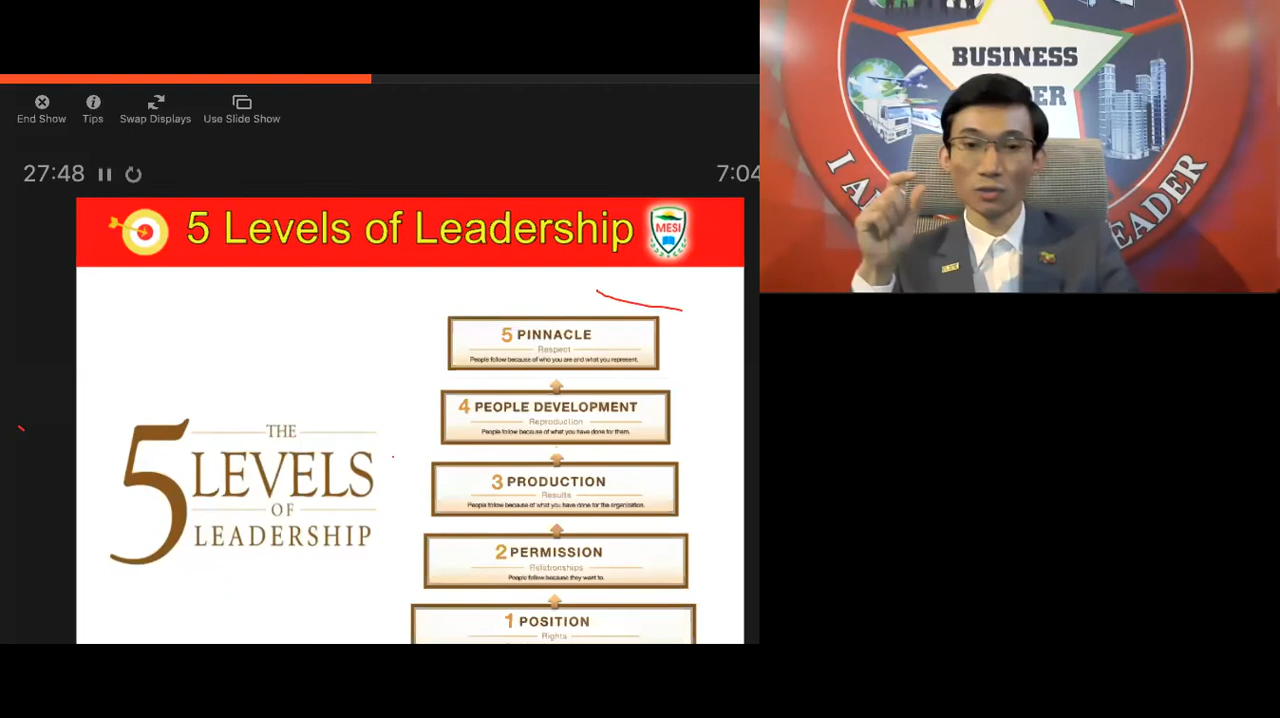 End Show
Tips
Swap Displays
Use Slide Show
27:48
7:04
5 Levels of Leadership
MESI
5 PINNACLE
Respect
People follow because of who you are and what you represent.
4 PEOPLE DEVELOPMENT
Reproduction
People follow because of what you have done for them.
3 PRODUCTION
Results
People follow because of what you have done for the organization.
2 PERMISSION
Relationships
People follow because they want to.
1 POSITION
Rights
THE
5 LEVELS
OF
LEADERSHIP
BUSINESS
I A
EADER